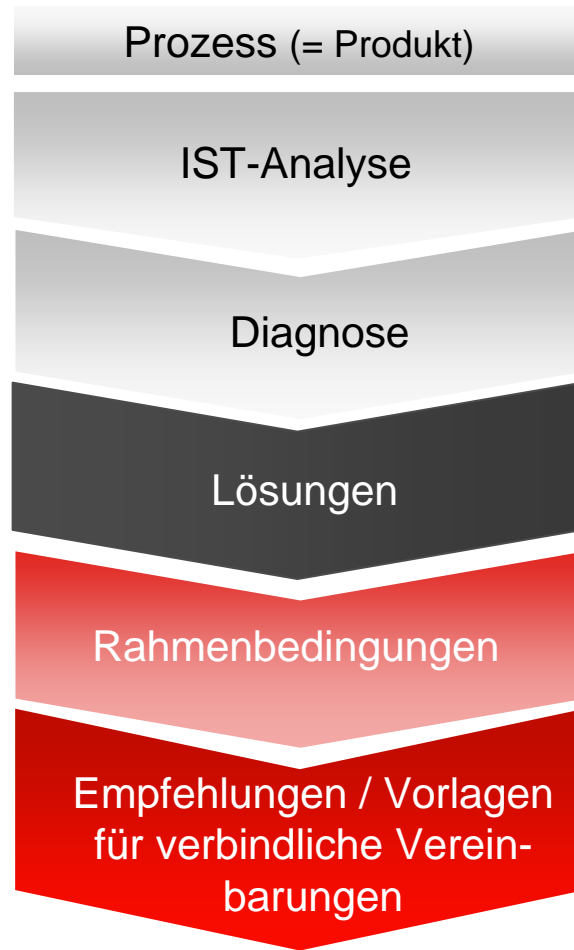 Prozess (= Produkt)
IST-Analyse
Diagnose
Lösungen
Rahmenbedingungen
Empfehlungen / Vorlagen
für verbindliche Verein-
barungen